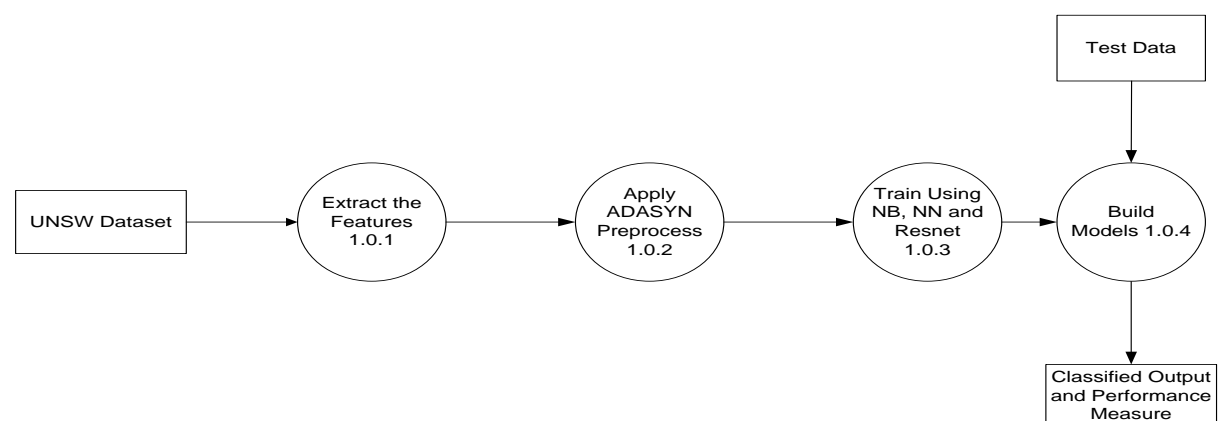 Test Data
UNSW Dataset
Extract the
Features
1.0.1
Apply
ADASYN
Preprocess
1.0.2
Train Using
NB, NN and
Resnet
1.0.3
Build
Models 1.0.4
Classified Output
and Performance
Measure